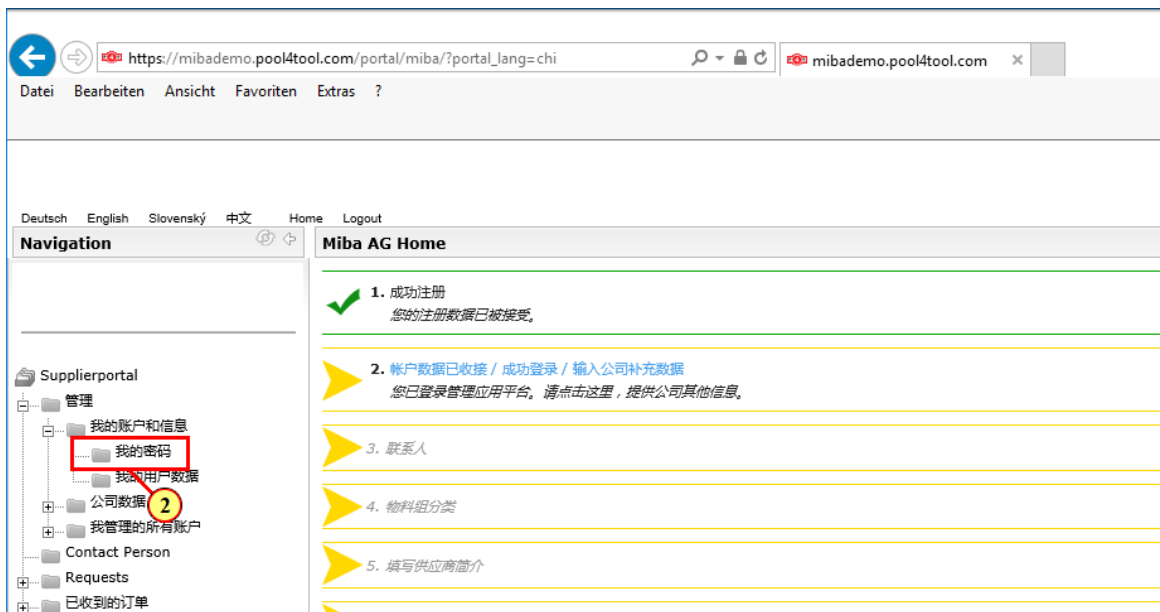 https://mibademo.pool4tool.com/portal/miba/?portal_lang=chi
mibademo.pool4tool.com
Datei Bearbeiten Ansicht Favoriten Extras ?
Deutsch English Slovenský 中文 Home Logout
Navigation
Miba AG Home
1. 成功注册
您的注册数据已被接受。
2. 帐户数据已收接 / 成功登录 / 输入公司补充数据
您已登录管理应用平台。请点击这里，提供公司其他信息。
3. 联系人
4. 物料组分类
5. 填写供应商简介
Supplierportal
管理
我的账户和信息
我的密码
我的用户数据
公司数据
2
我管理的所有账户
Contact Person
Requests
已收到的订单